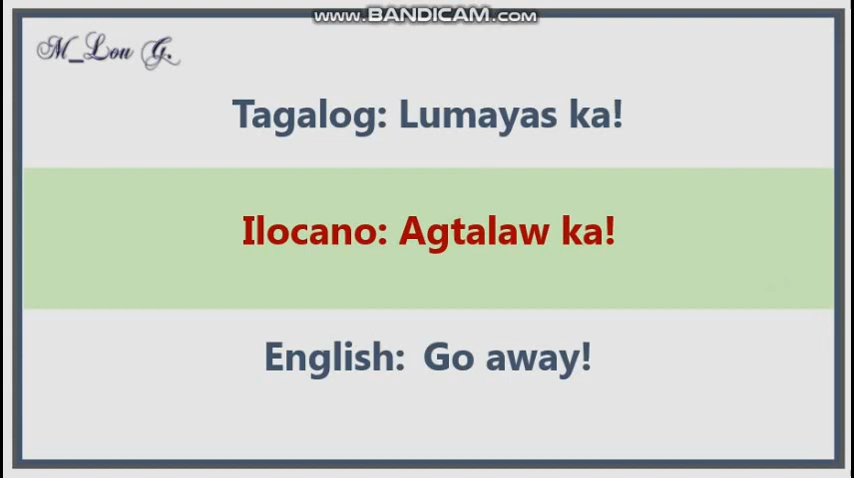 www.BANDICAM.com
M_Lou G.
Tagalog: Lumayas ka!
Ilocano: Agtalaw ka!
English: Go away!